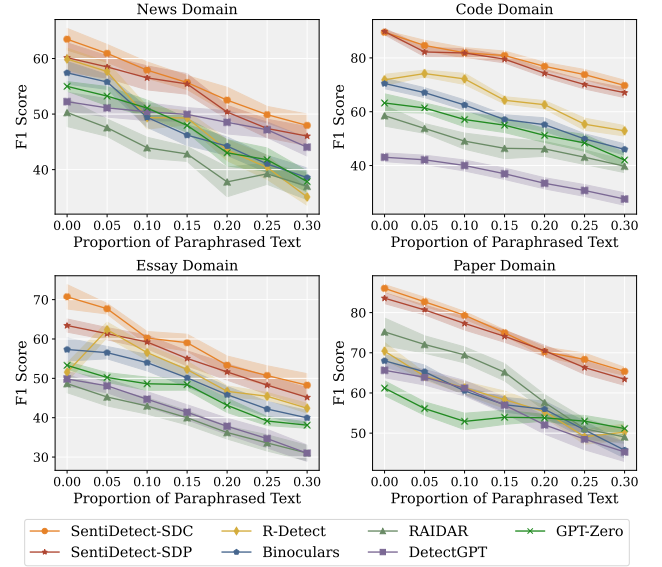 News Domain
F1 Score
60
50
40
0.00 0.05 0.10 0.15 0.20 0.25 0.30
Proportion of Paraphrased Text
Code Domain
F1 Score
80
60
40
0.00 0.05 0.10 0.15 0.20 0.25 0.30
Proportion of Paraphrased Text
Essay Domain
F1 Score
70
60
50
40
30
0.00 0.05 0.10 0.15 0.20 0.25 0.30
Proportion of Paraphrased Text
Paper Domain
F1 Score
80
70
60
50
0.00 0.05 0.10 0.15 0.20 0.25 0.30
Proportion of Paraphrased Text
SentiDetect-SDC R-Detect RAIDAR GPT-Zero
SentiDetect-SDP Binoculars DetectGPT